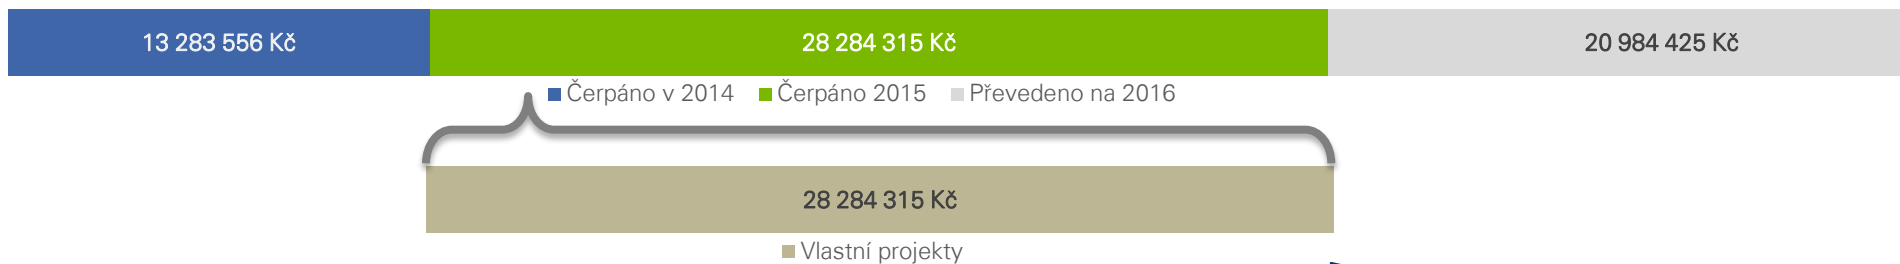 13 283 556 Kč 28 284 315 Kč 20 984 425 Kč
Čerpáno v 2014 Čerpáno 2015 Převedeno na 2016
28 284 315 Kč
Vlastní projekty